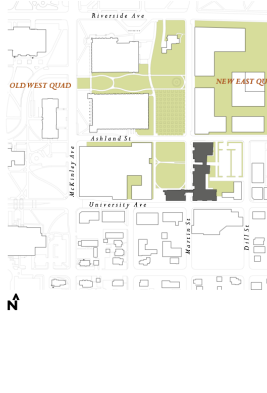 Riverside Ave
OLD WEST QUAD
NEW EAST QU
Ashland St
McKinley Ave
University Ave
Martin St
Dill St
N